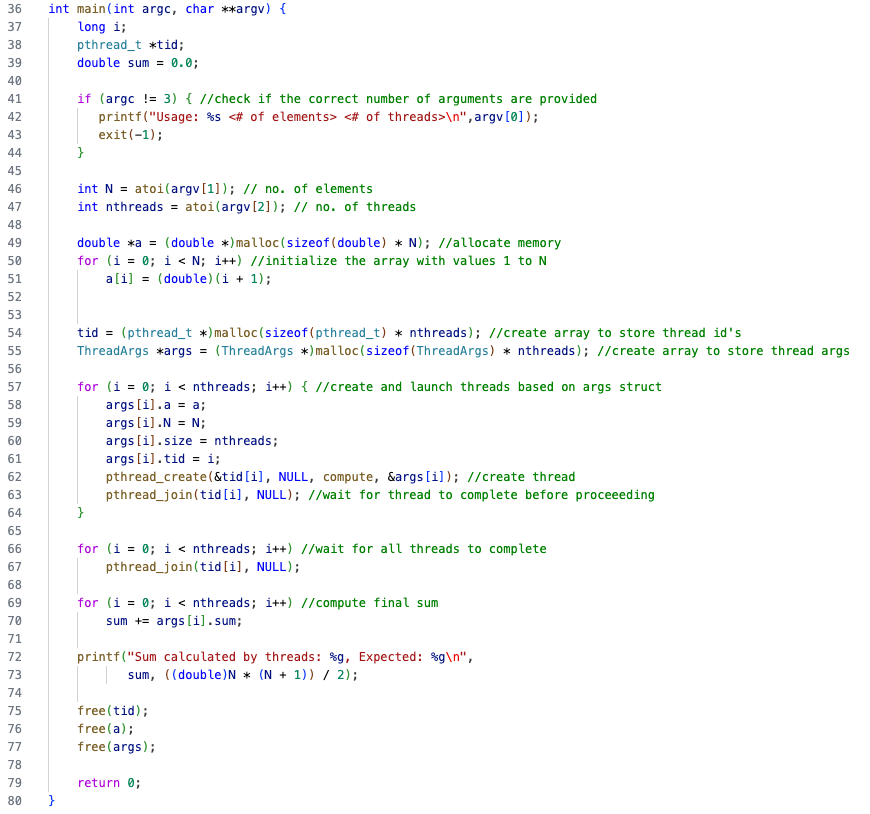 36 int main(int argc, char **argv) {
37     long i;
38     pthread_t *tid;
39     double sum = 0.0;
40
41     if (argc != 3) { //check if the correct number of arguments are provided
42        printf("Usage: %s <# of elements> <# of threads>\n",argv[0]);
43        exit(-1);
44     }
45
46     int N = atoi(argv[1]); // no. of elements
47     int nthreads = atoi(argv[2]); // no. of threads
48
49     double *a = (double *)malloc(sizeof(double) * N); //allocate memory
50     for (i = 0; i < N; i++) //initialize the array with values 1 to N
51         a[i] = (double)(i + 1);
52
53
54     tid = (pthread_t *)malloc(sizeof(pthread_t) * nthreads); //create array to store thread id's
55     ThreadArgs *args = (ThreadArgs *)malloc(sizeof(ThreadArgs) * nthreads); //create array to store thread args
56
57     for (i = 0; i < nthreads; i++) { //create and launch threads based on args struct
58         args[i].a = a;
59         args[i].N = N;
60         args[i].size = nthreads;
61         args[i].tid = i;
62         pthread_create(&tid[i], NULL, compute, &args[i]); //create thread
63         pthread_join(tid[i], NULL); //wait for thread to complete before proceeeding
64     }
65
66     for (i = 0; i < nthreads; i++) //wait for all threads to complete
67         pthread_join(tid[i], NULL);
68
69     for (i = 0; i < nthreads; i++) //compute final sum
70         sum += args[i].sum;
71
72     printf("Sum calculated by threads: %g, Expected: %g\n",
73            sum, ((double)N * (N + 1)) / 2);
74
75     free(tid);
76     free(a);
77     free(args);
78
79     return 0;
80 }